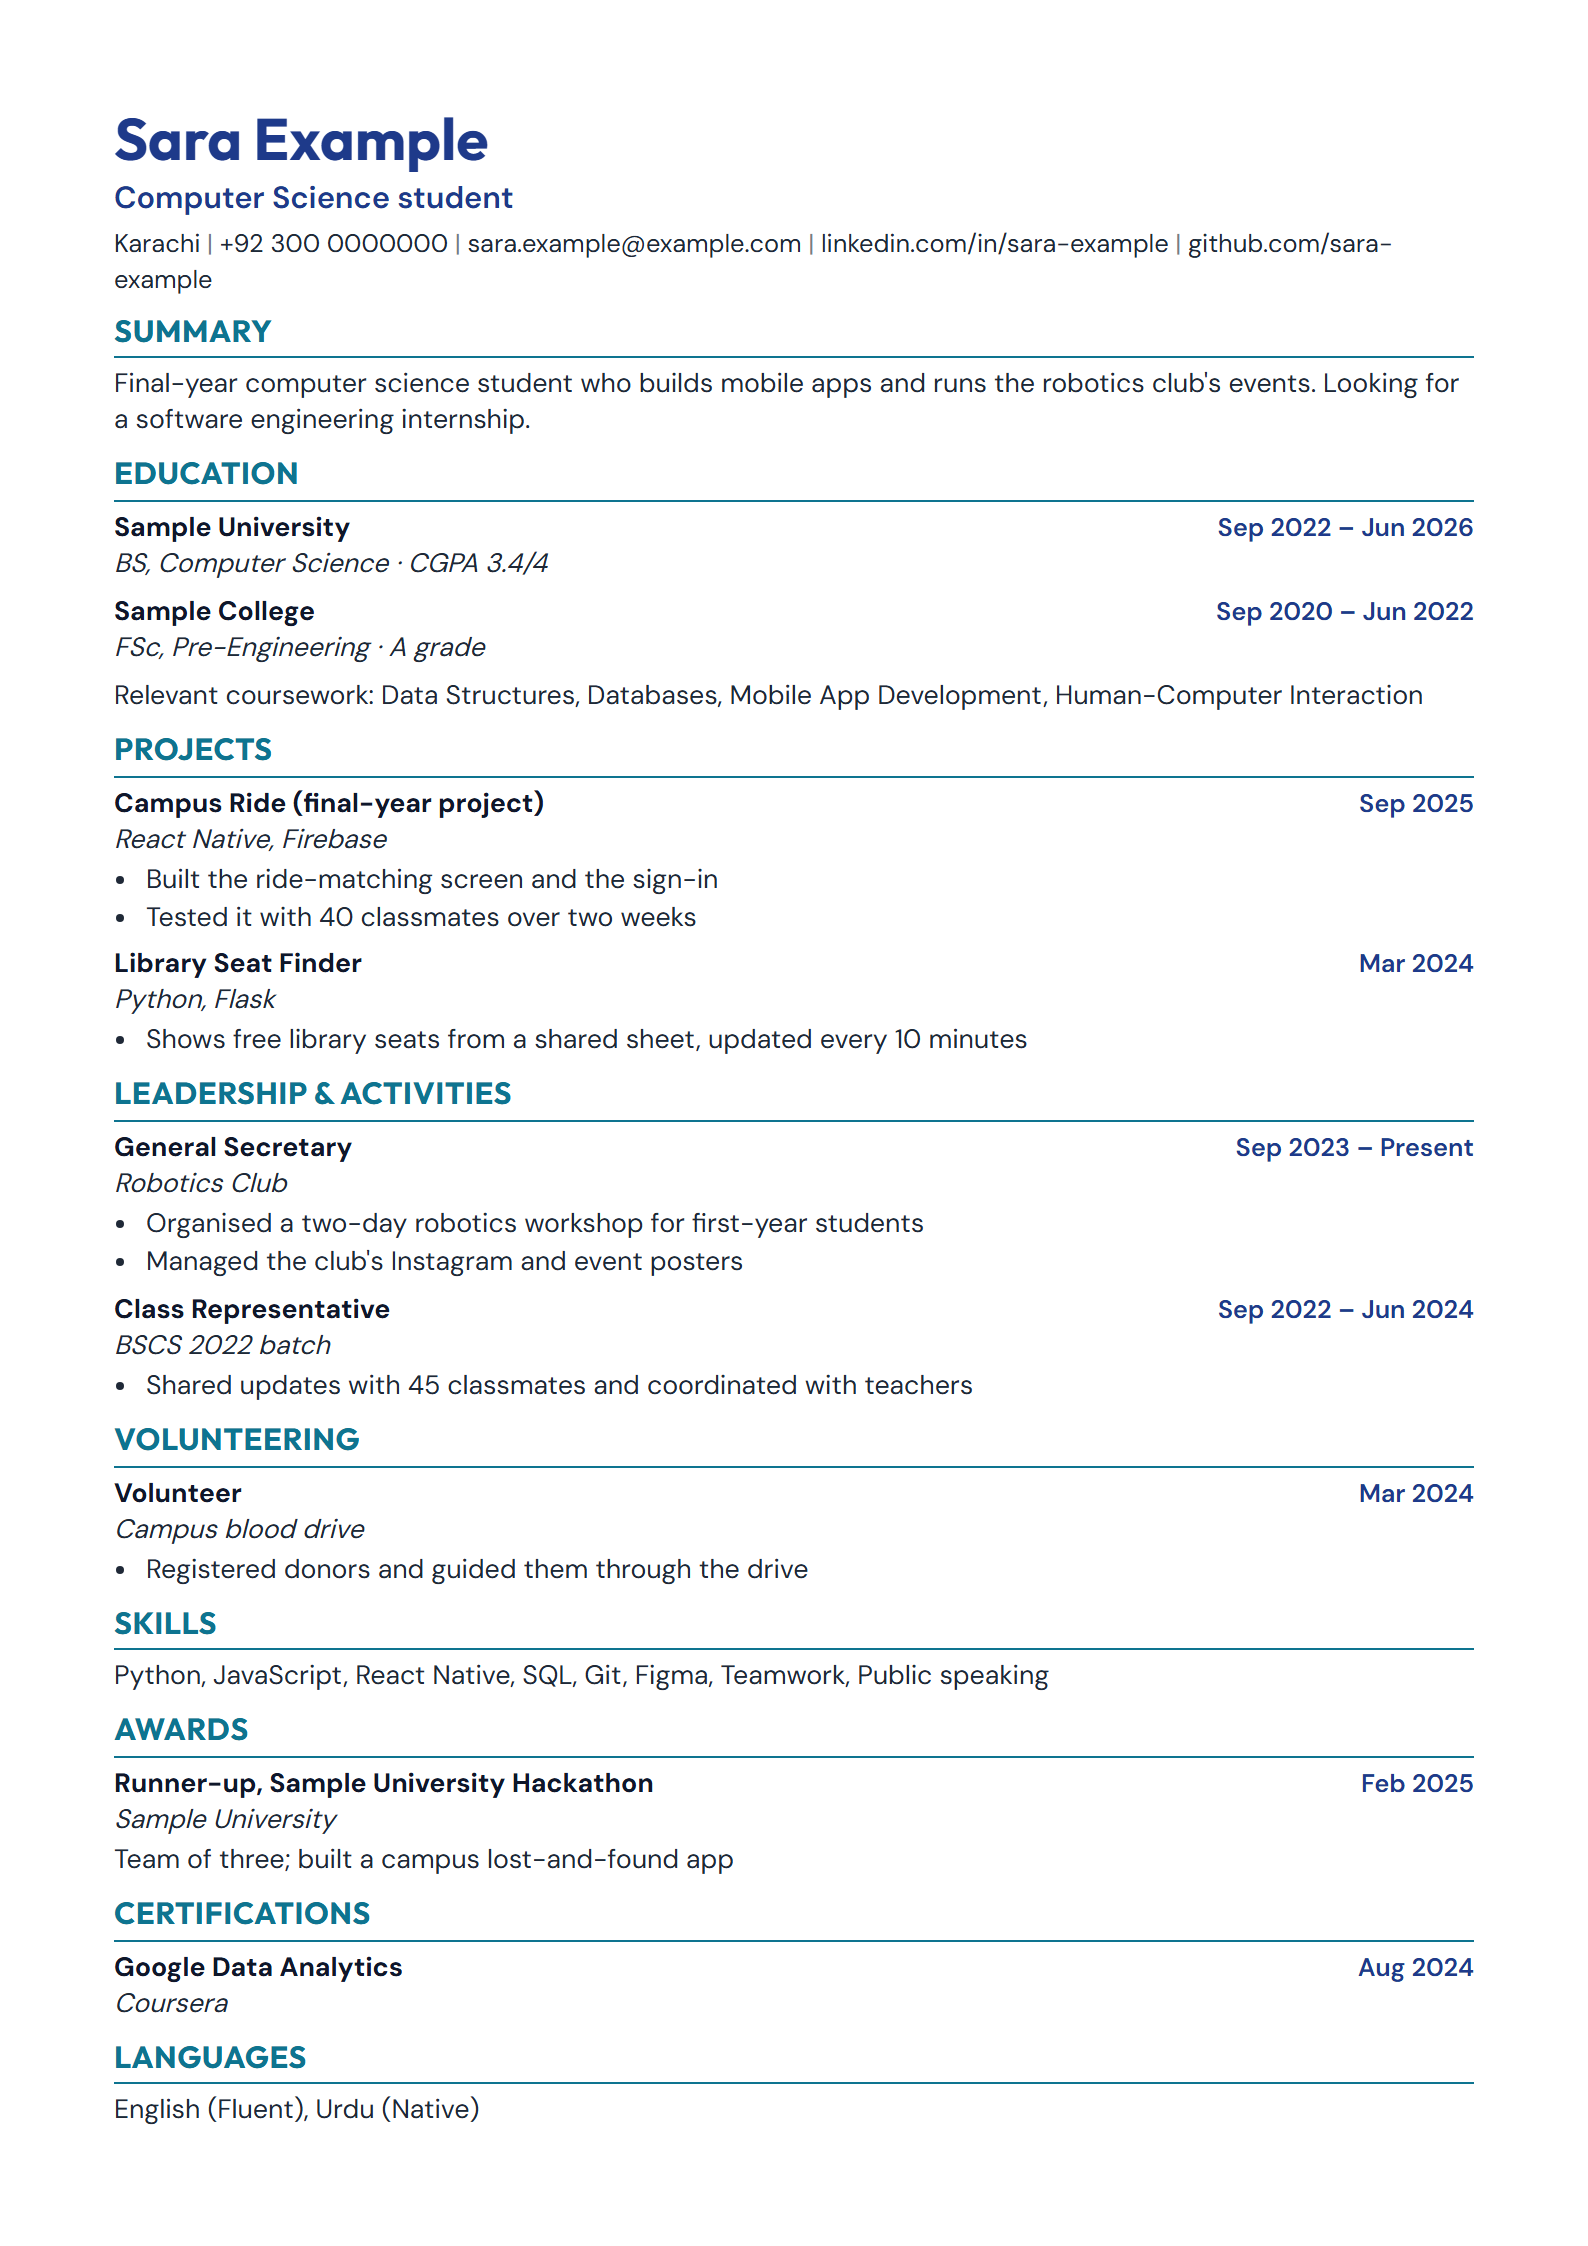 Sara Example
Computer Science student
Karachi | +92 300 0000000 | sara.example@example.com | linkedin.com/in/sara-example | github.com/sara-
example
SUMMARY
Final-year computer science student who builds mobile apps and runs the robotics club's events. Looking for
a software engineering internship.
EDUCATION
Sample University Sep 2022 – Jun 2026
BS, Computer Science · CGPA 3.4/4
Sample College Sep 2020 – Jun 2022
FSc, Pre-Engineering · A grade
Relevant coursework: Data Structures, Databases, Mobile App Development, Human-Computer Interaction
PROJECTS
Campus Ride (final-year project) Sep 2025
React Native, Firebase
• Built the ride-matching screen and the sign-in
• Tested it with 40 classmates over two weeks
Library Seat Finder Mar 2024
Python, Flask
• Shows free library seats from a shared sheet, updated every 10 minutes
LEADERSHIP & ACTIVITIES
General Secretary Sep 2023 – Present
Robotics Club
• Organised a two-day robotics workshop for first-year students
• Managed the club's Instagram and event posters
Class Representative Sep 2022 – Jun 2024
BSCS 2022 batch
• Shared updates with 45 classmates and coordinated with teachers
VOLUNTEERING
Volunteer Mar 2024
Campus blood drive
• Registered donors and guided them through the drive
SKILLS
Python, JavaScript, React Native, SQL, Git, Figma, Teamwork, Public speaking
AWARDS
Runner-up, Sample University Hackathon Feb 2025
Sample University
Team of three; built a campus lost-and-found app
CERTIFICATIONS
Google Data Analytics Aug 2024
Coursera
LANGUAGES
English (Fluent), Urdu (Native)